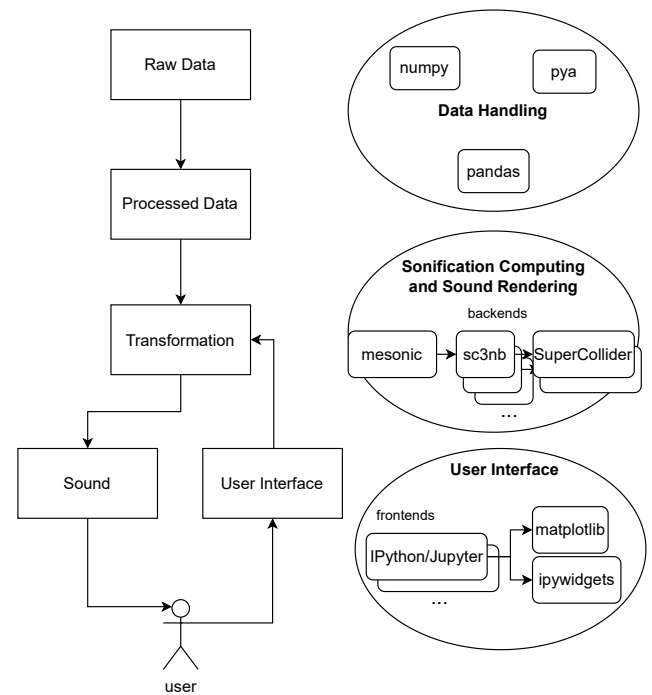 Raw Data
Processed Data
Transformation
Sound
User Interface
user
numpy
pya
Data Handling
pandas
Sonification Computing
and Sound Rendering
backends
mesonic
sc3nb
SuperCollider
...
User Interface
frontends
IPython/Jupyter
matplotlib
ipywidgets
...